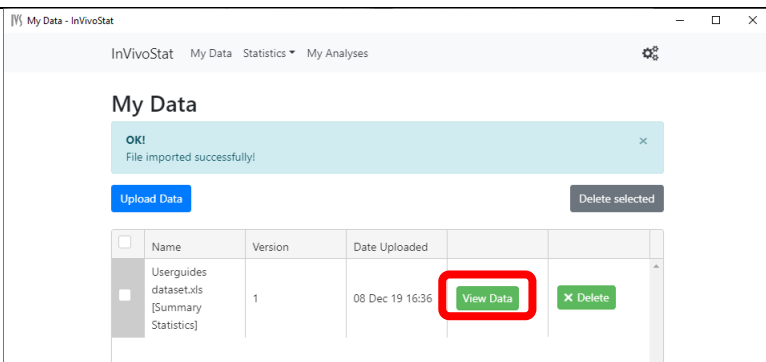 My Data - InVivoStat
InVivoStat My Data Statistics My Analyses
My Data
OK!
File imported successfully!
Upload Data Delete selected
Name Version Date Uploaded
Userguides
dataset.xls
[Summary
Statistics]
1 08 Dec 19 16:36 View Data × Delete